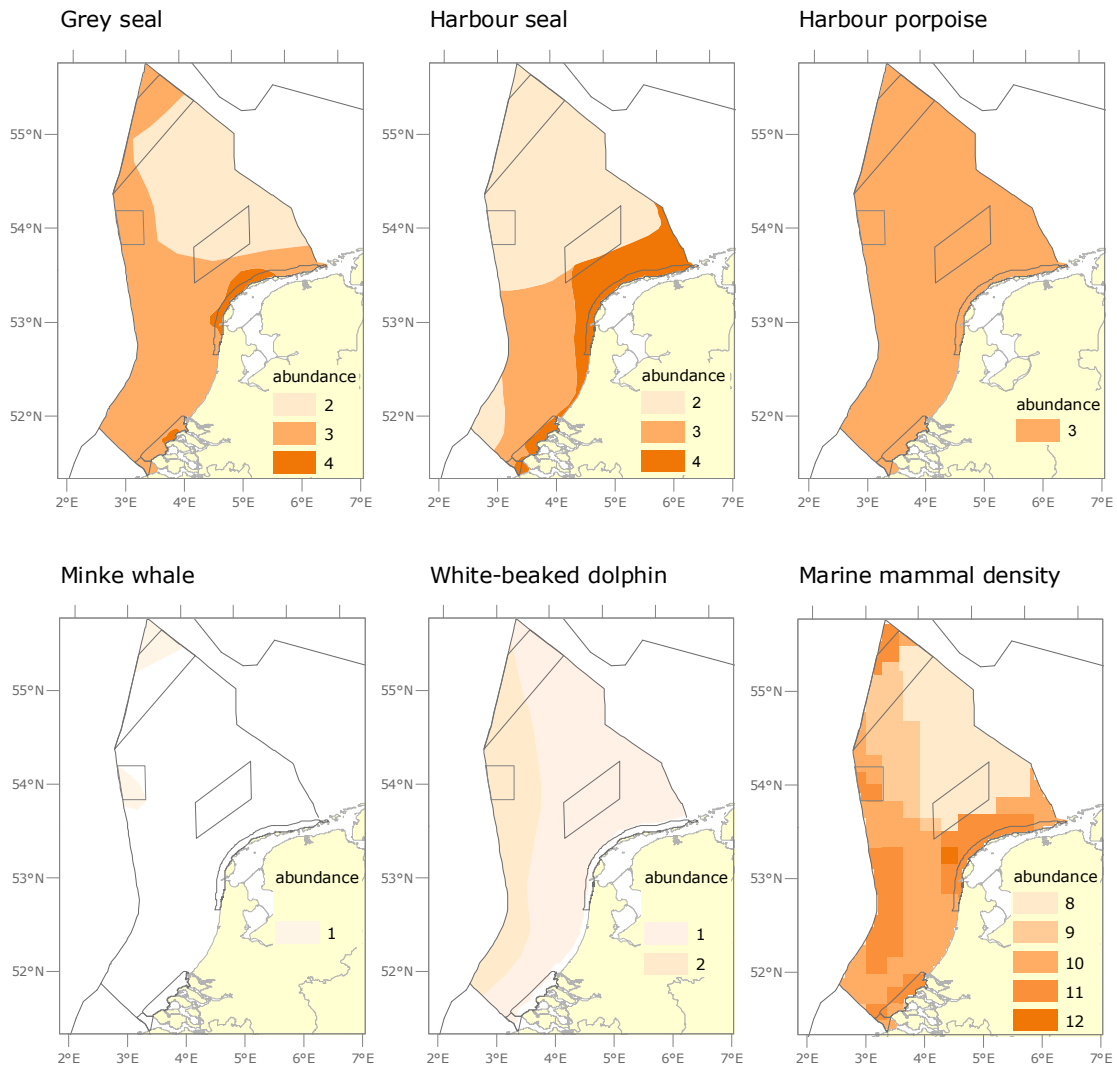 Grey seal
Harbour seal
Harbour porpoise
55°N
54°N
53°N
52°N
abundance
2
3
4
2°E 3°E 4°E 5°E 6°E 7°E
55°N
54°N
53°N
52°N
abundance
2
3
4
2°E 3°E 4°E 5°E 6°E 7°E
55°N
54°N
53°N
52°N
abundance
3
2°E 3°E 4°E 5°E 6°E 7°E
Minke whale
White-beaked dolphin
Marine mammal density
55°N
54°N
53°N
52°N
abundance
1
2°E 3°E 4°E 5°E 6°E 7°E
55°N
54°N
53°N
52°N
abundance
1
2
2°E 3°E 4°E 5°E 6°E 7°E
55°N
54°N
53°N
52°N
abundance
8
9
10
11
12
2°E 3°E 4°E 5°E 6°E 7°E